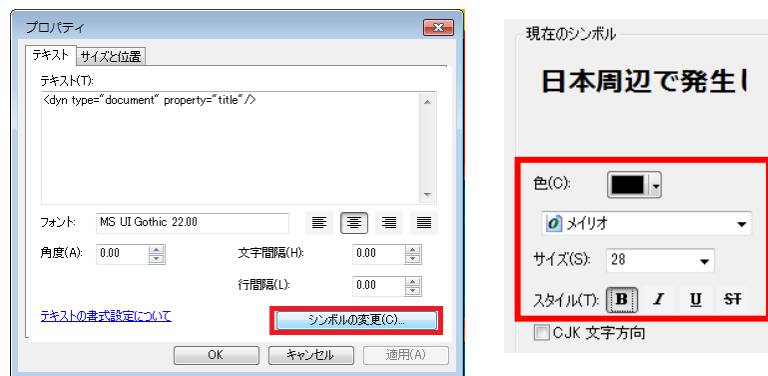 プロパティ
テキスト サイズと位置
テキスト(T):
<dyn type="document" property="title"/>
フォント: MS UI Gothic 22.00
角度(A): 0.00 文字間隔(H): 0.00
行間隔(L): 0.00
テキストの書式設定について シンボルの変更(C)...
OK キャンセル 適用(A)
現在のシンボル
日本周辺で発生し
色(C):
メイリオ
サイズ(S): 28
スタイル(T): B I U ST
CJK 文字方向